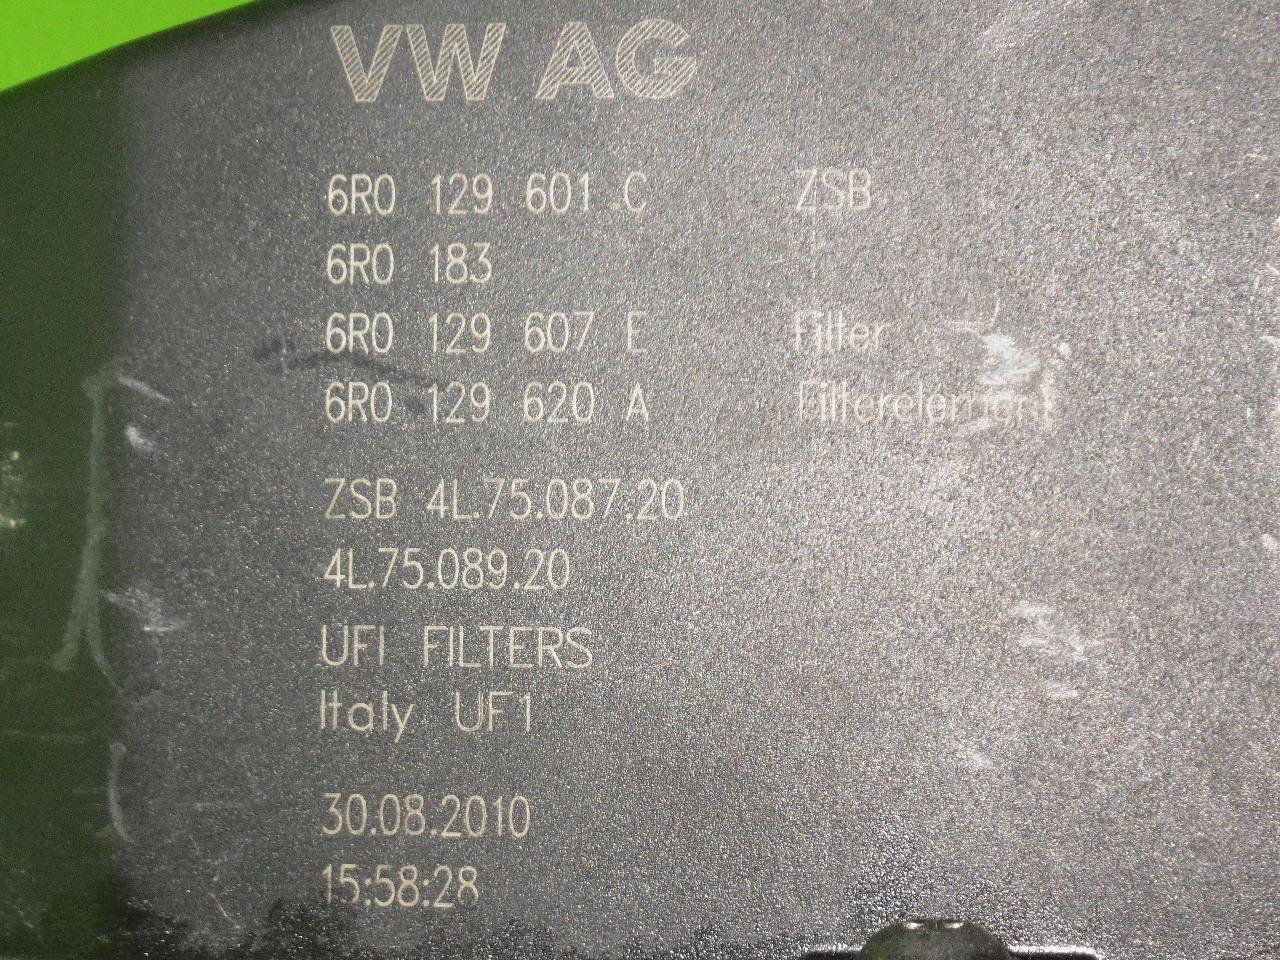 VW AG
6R0 129 601 C ZSB
6R0 183
6R0 129 607 E Filter
6R0 129 620 A Filterelement
ZSB 4L.75.087.20
4L.75.089.20
UFI FILTERS
Italy UF1
30.08.2010
15:58:28